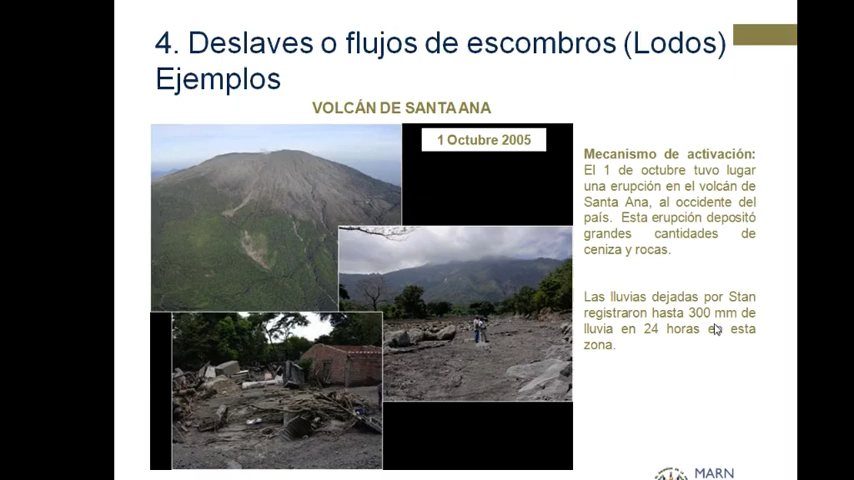 4. Deslaves o flujos de escombros (Lodos)
Ejemplos
VOLCÁN DE SANTA ANA
1 Octubre 2005
Mecanismo de activación:
El 1 de octubre tuvo lugar
una erupción en el volcán de
Santa Ana, al occidente del
país. Esta erupción depositó
grandes cantidades de
ceniza y rocas.
Las lluvias dejadas por Stan
registraron hasta 300 mm de
lluvia en 24 horas en esta
zona.
MARN